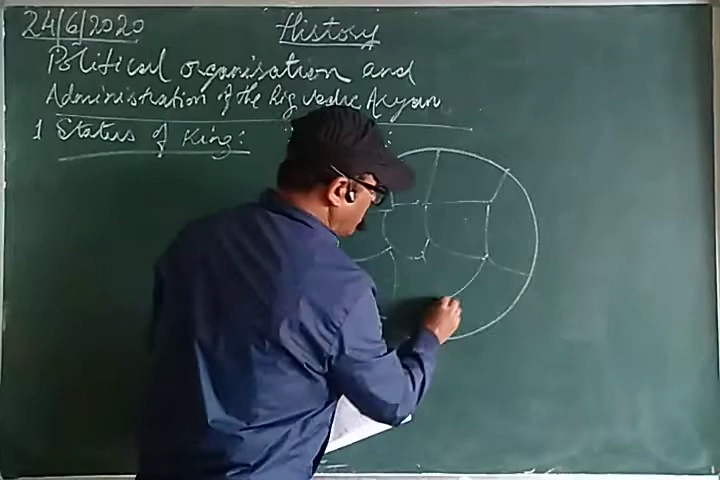 24/6/2020
History
Political organisation and
Administration of the Rig vedic Aryan
1 Status of King: